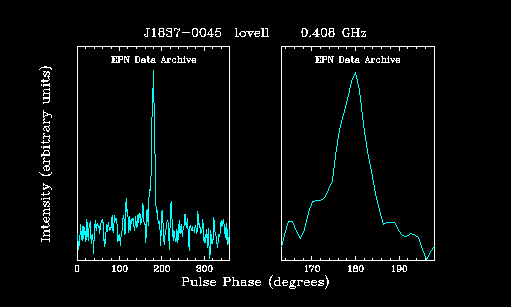 J1837-0045 lovell 0.408 GHz
EPN Data Archive
EPN Data Archive
Intensity (arbitrary units)
0 100 200 300
170 180 190
Pulse Phase (degrees)